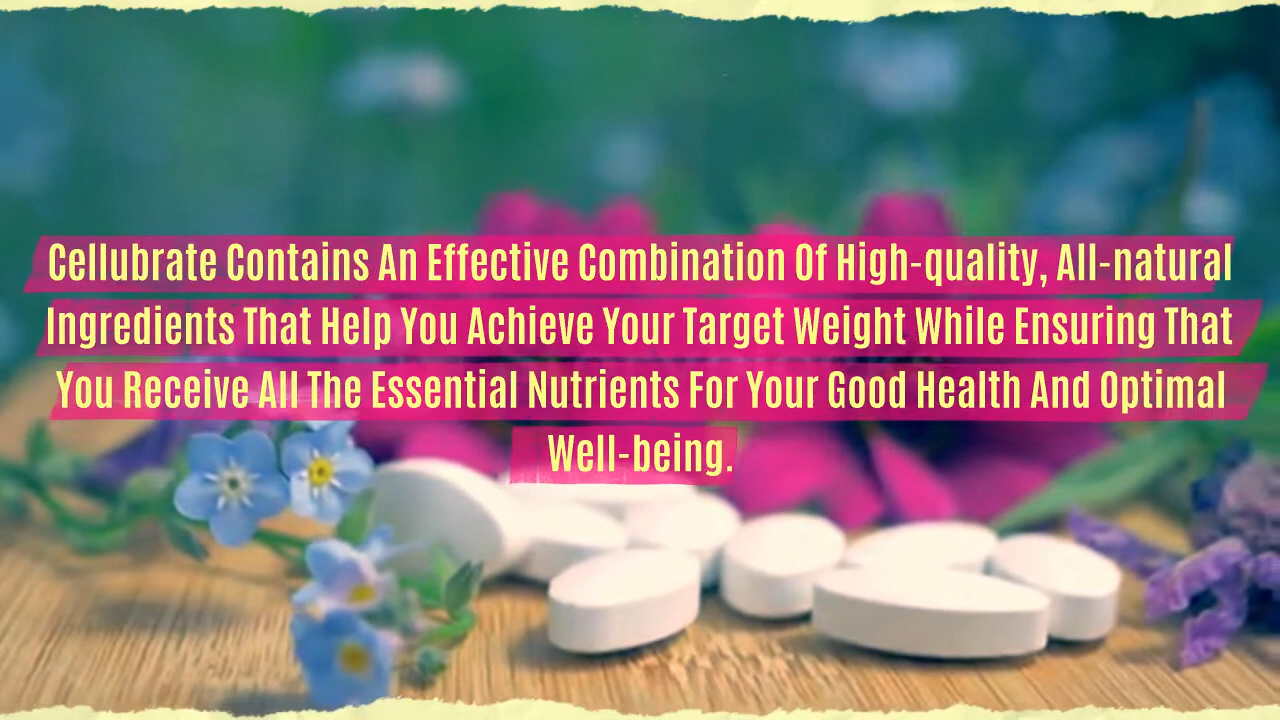 Cellubrate Contains An Effective Combination Of High-quality, All-natural
Ingredients That Help You Achieve Your Target Weight While Ensuring That
You Receive All The Essential Nutrients For Your Good Health And Optimal
Well-being.